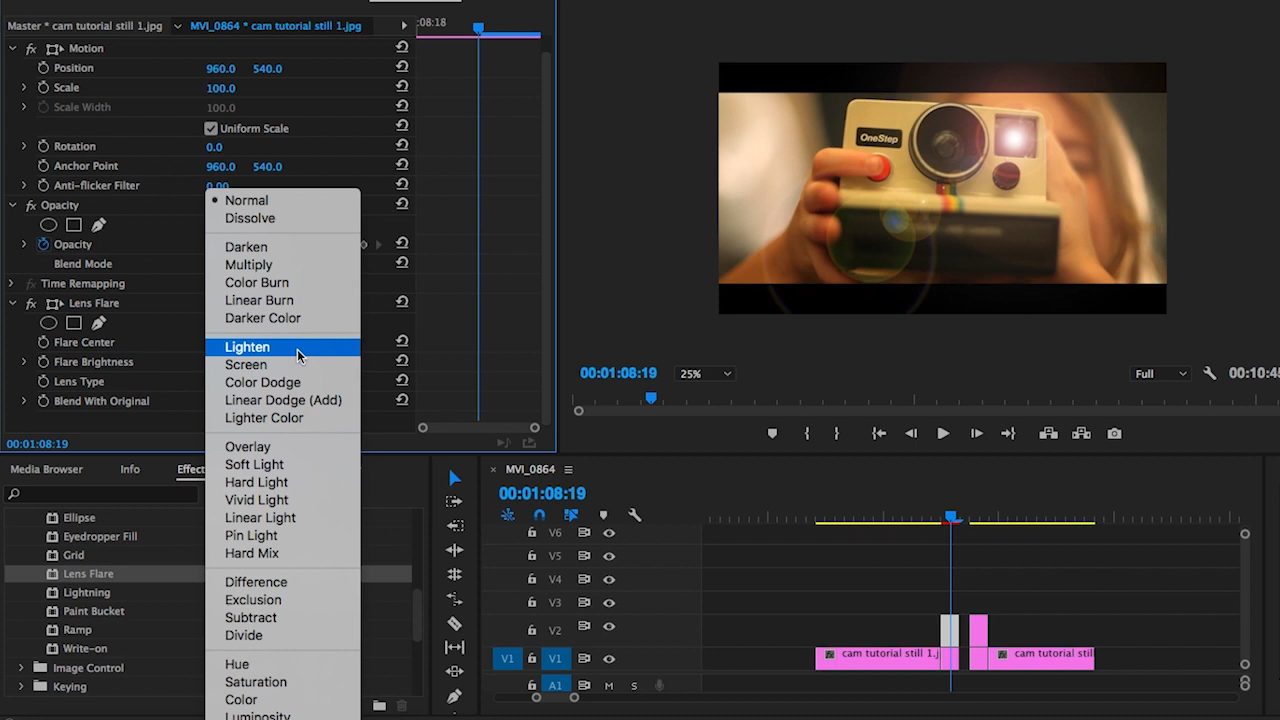 Master * cam tutorial still 1.jpg
MVI_0864 * cam tutorial still 1.jpg
:08:18
fx Motion
Position 960.0 540.0
Scale 100.0
Scale Width 100.0
Uniform Scale
Rotation 0.0
Anchor Point 960.0 540.0
Anti-flicker Filter 0.00
fx Opacity
Opacity
Blend Mode
Time Remapping
fx Lens Flare
Flare Center
Flare Brightness
Lens Type
Blend With Original
00:01:08:19
Normal
Dissolve
Darken
Multiply
Color Burn
Linear Burn
Darker Color
Lighten
Screen
Color Dodge
Linear Dodge (Add)
Lighter Color
Overlay
Soft Light
Hard Light
Vivid Light
Linear Light
Pin Light
Hard Mix
Difference
Exclusion
Subtract
Divide
Hue
Saturation
Color
Luminosity
OneStep
00:01:08:19 25% Full 00:10:45
Media Browser Info Effect
Ellipse
Eyedropper Fill
Grid
Lens Flare
Lightning
Paint Bucket
Ramp
Write-on
Image Control
Keying
× MVI_0864
00:01:08:19
V6
V5
V4
V3
V2
V1 V1 cam tutorial still 1.j cam tutorial stil
A1 M S